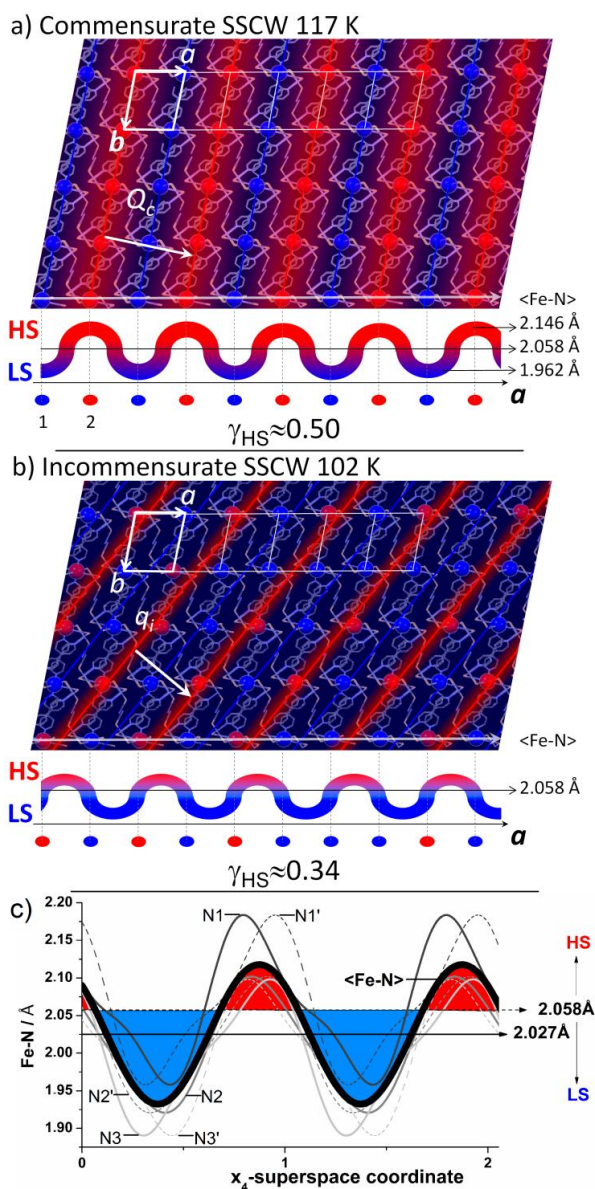 a) Commensurate SSCW 117 K
a
b
Q_c
<Fe-N>
HS
2.146 Å
2.058 Å
LS
1.962 Å
a
1 2
γ_HS≈0.50
b) Incommensurate SSCW 102 K
a
b
q_i
<Fe-N>
HS
2.058 Å
LS
a
γ_HS≈0.34
c)
2.20
N1
N1'
HS
2.15
<Fe-N>
2.10
2.058Å
2.05
2.027Å
Fe-N / Å
2.00
1.95
N2'
N2
LS
N3
N3'
1.90
0 1 2
x₄-superspace coordinate